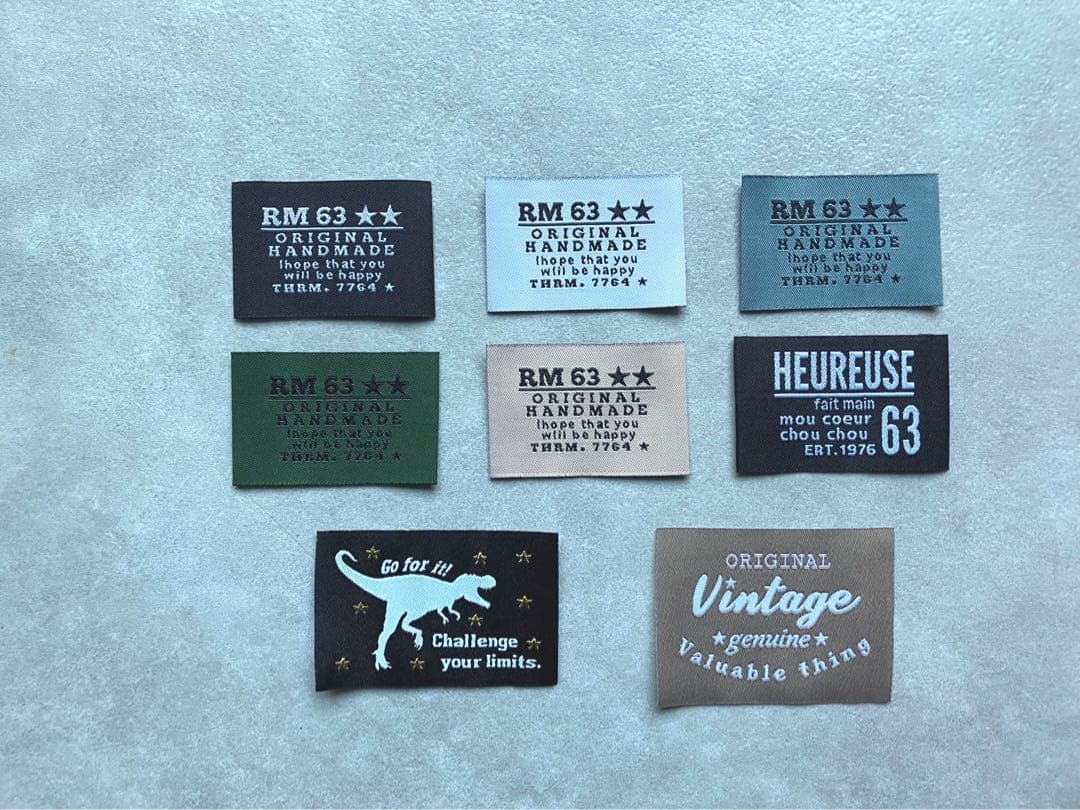 RM 63 ★★
ORIGINAL
HANDMADE
Ihope that you
will be happy
THRM. 7764 ★
RM 63 ★★
ORIGINAL
HANDMADE
Ihope that you
will be happy
THRM. 7764 ★
RM 63 ★★
ORIGINAL
HANDMADE
Ihope that you
will be happy
THRM. 7764 ★
RM 63 ★★
ORIGINAL
HANDMADE
Ihope that you
will be happy
THRM. 7764 ★
RM 63 ★★
ORIGINAL
HANDMADE
Ihope that you
will be happy
THRM. 7764 ★
HEUREUSE
fait main
mou coeur
chou chou
ERT.1976
63
Go for it!
Challenge
your limits.
ORIGINAL
Vintage
★genuine★
Valuable thing